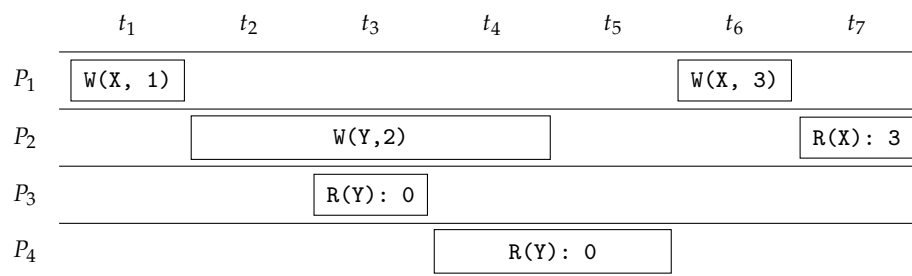 t₁ t₂ t₃ t₄ t₅ t₆ t₇
P₁ W(X, 1) W(X, 3)
P₂ W(Y,2) R(X): 3
P₃ R(Y): 0
P₄ R(Y): 0